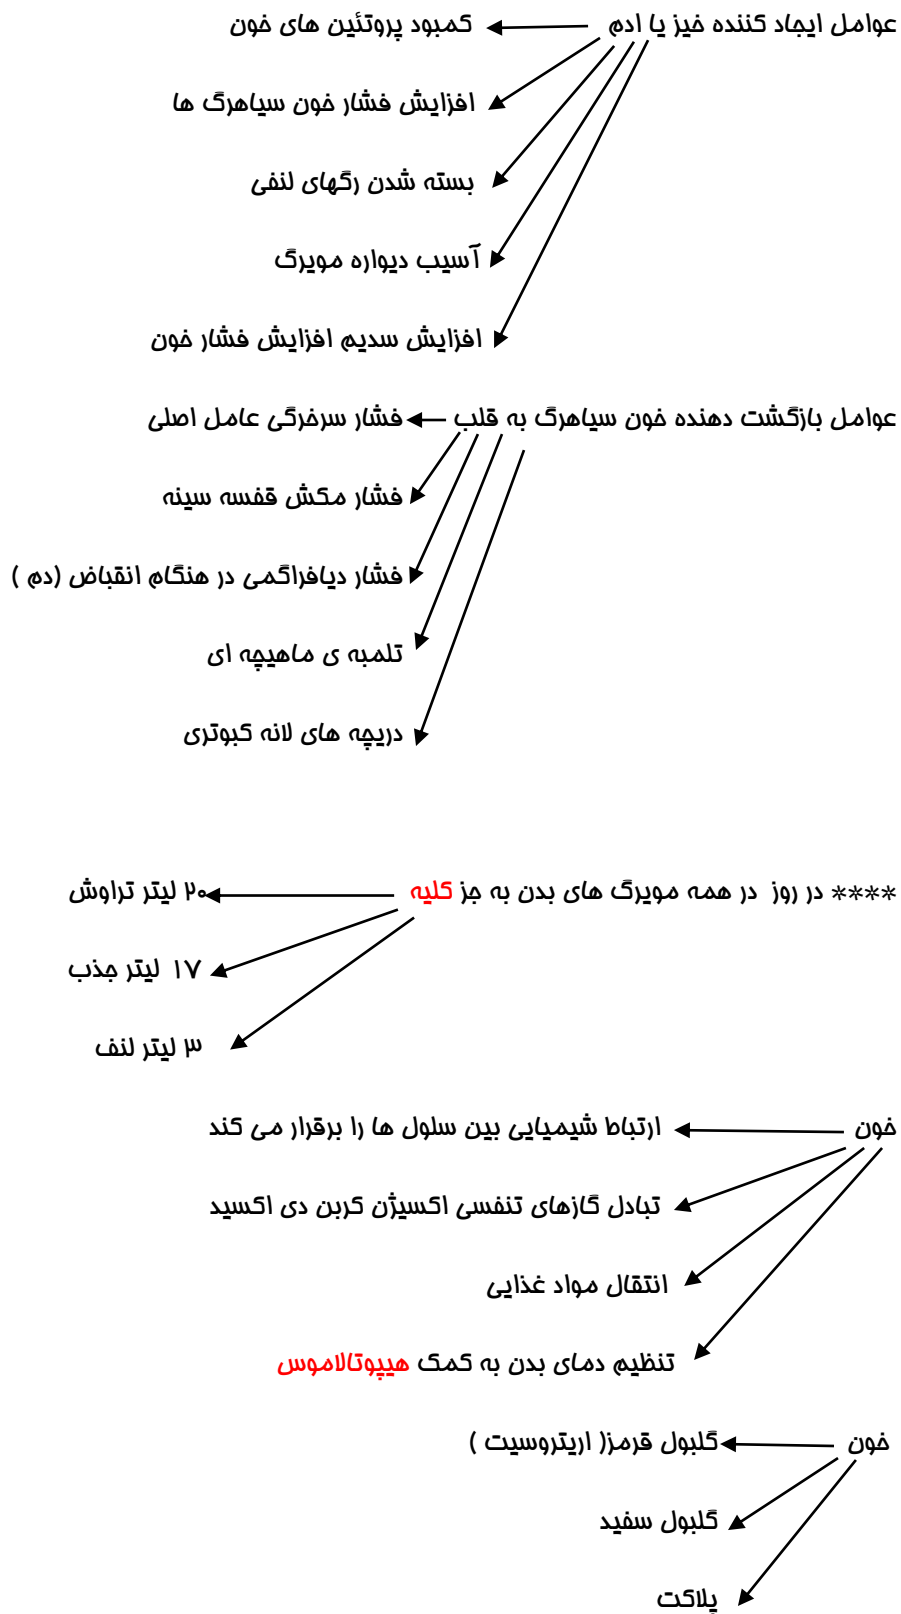 عوامل ایجاد کننده خیز یا ادم کمبود پروتئین های خون
افزایش فشار خون سیاهرگ ها
بسته شدن رگهای لنفی
آسیب دیواره مویرگ
افزایش سدیم افزایش فشار خون
عوامل بازگشت دهنده خون سیاهرگ به قلب فشار سرخرگی عامل اصلی
فشار مکش قفسه سینه
فشار دیافراگمی در هنگام انقباض (دم )
تلمبه ی ماهیچه ای
دریچه های لانه کبوتری
**** در روز در همه مویرگ های بدن به جز کلیه ۲۰ لیتر تراوش
۱۷ لیتر جذب
۳ لیتر لنف
خون ارتباط شیمیایی بین سلول ها را برقرار می کند
تبادل گازهای تنفسی اکسیژن کربن دی اکسید
انتقال مواد غذایی
تنظیم دمای بدن به کمک هیپوتالاموس
خون گلبول قرمز( اریتروسیت )
گلبول سفید
پلاکت